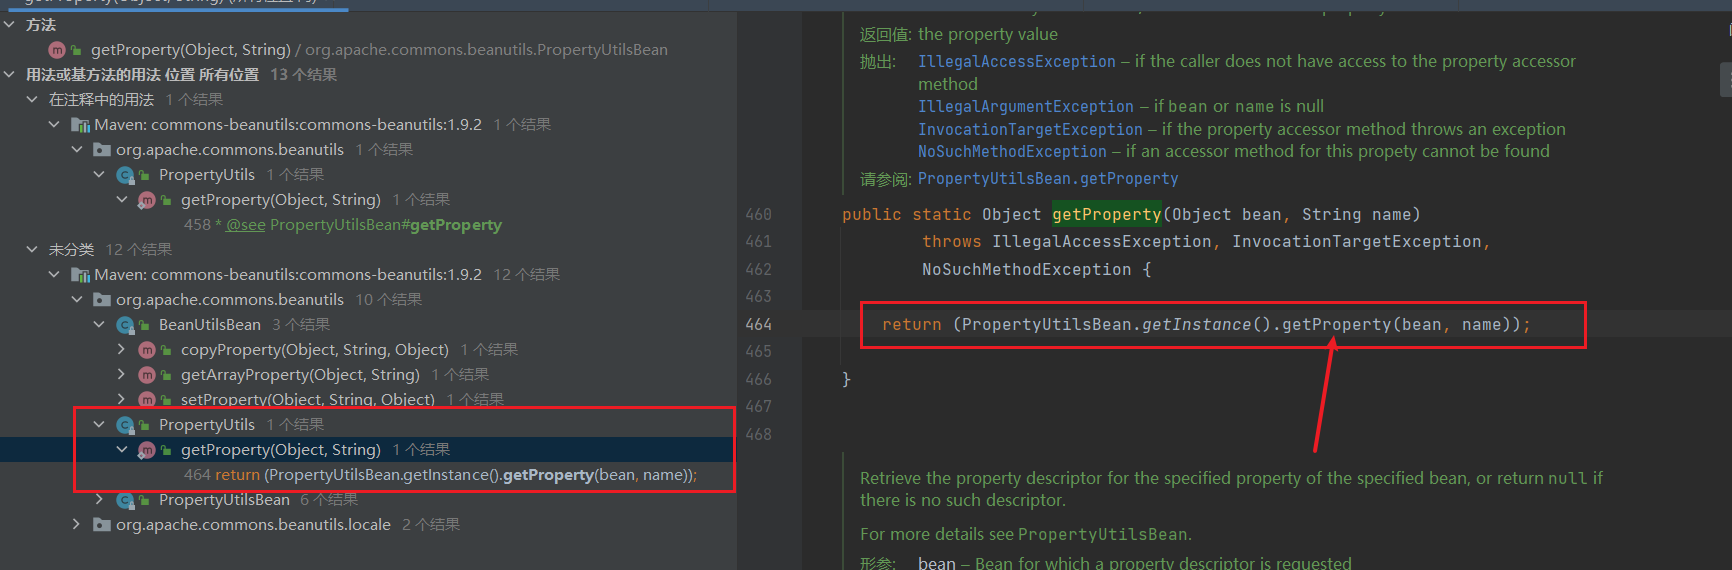 方法
getProperty(Object, String) / org.apache.commons.beanutils.PropertyUtilsBean
用法或基方法的用法 位置 所有位置 13 个结果
在注释中的用法 1 个结果
Maven: commons-beanutils:commons-beanutils:1.9.2 1 个结果
org.apache.commons.beanutils 1 个结果
PropertyUtils 1 个结果
getProperty(Object, String) 1 个结果
458 * @see PropertyUtilsBean#getProperty
未分类 12 个结果
Maven: commons-beanutils:commons-beanutils:1.9.2 12 个结果
org.apache.commons.beanutils 10 个结果
BeanUtilsBean 3 个结果
copyProperty(Object, String, Object) 1 个结果
getArrayProperty(Object, String) 1 个结果
setProperty(Object, String, Object) 1 个结果
PropertyUtils 1 个结果
getProperty(Object, String) 1 个结果
464 return (PropertyUtilsBean.getInstance().getProperty(bean, name));
PropertyUtilsBean 6 个结果
org.apache.commons.beanutils.locale 2 个结果
返回值: the property value
抛出: IllegalAccessException – if the caller does not have access to the property accessor
method
IllegalArgumentException – if bean or name is null
InvocationTargetException – if the property accessor method throws an exception
NoSuchMethodException – if an accessor method for this propety cannot be found
请参阅: PropertyUtilsBean.getProperty
460 public static Object getProperty(Object bean, String name)
461 throws IllegalAccessException, InvocationTargetException,
462 NoSuchMethodException {
463
464 return (PropertyUtilsBean.getInstance().getProperty(bean, name));
465
466 }
467
468
Retrieve the property descriptor for the specified property of the specified bean, or return null if
there is no such descriptor.
For more details see PropertyUtilsBean.
形参: bean – Bean for which a property descriptor is requested